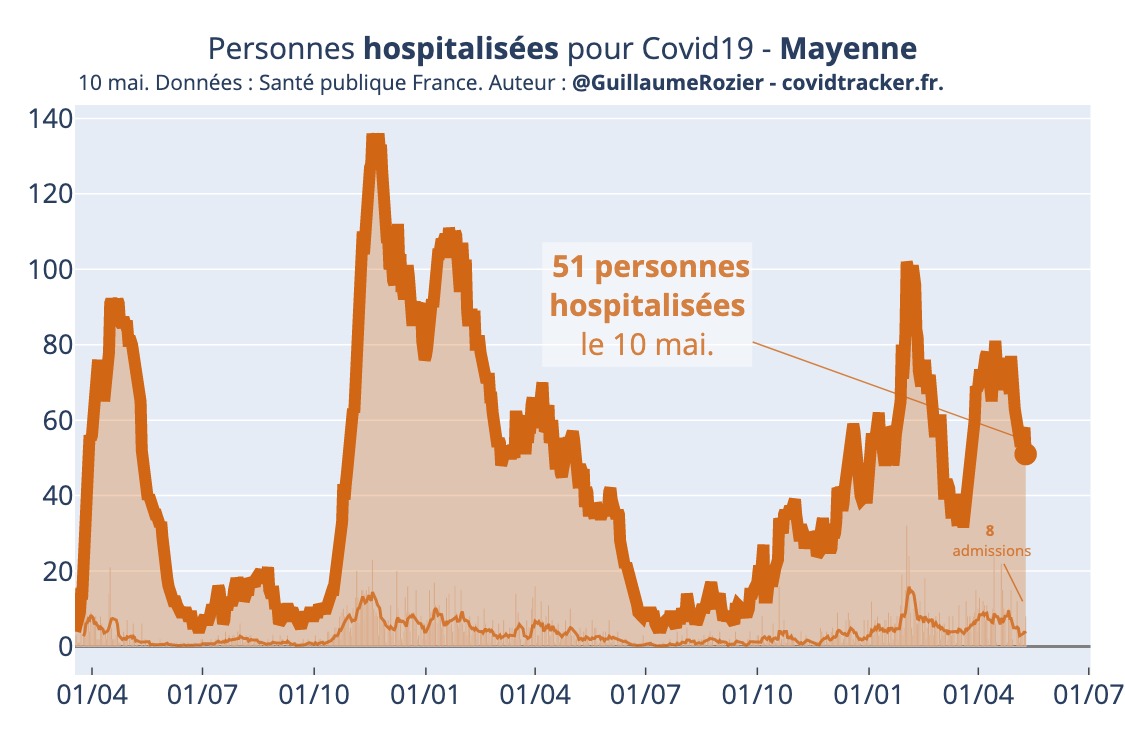 Personnes hospitalisées pour Covid19 - Mayenne
10 mai. Données : Santé publique France. Auteur : @GuillaumeRozier - covidtracker.fr.
140
120
100
80
60
40
20
0
51 personnes
hospitalisées
le 10 mai.
8
admissions
01/04 01/07 01/10 01/01 01/04 01/07 01/10 01/01 01/04 01/07